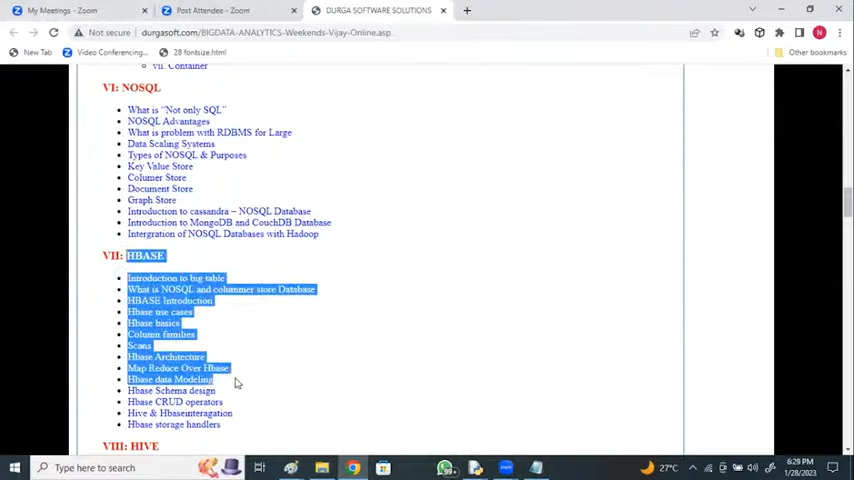 My Meetings - Zoom
Post Attendee - Zoom
DURGA SOFTWARE SOLUTIONS
Not secure
durgasoft.com/BIGDATA-ANALYTICS-Weekends-Vijay-Online.asp
N
New Tab
Video Conferencing,...
28 fontsize.html
Other bookmarks
vii. Container
VI: NOSQL
What is “Not only SQL”
NOSQL Advantages
What is problem with RDBMS for Large
Data Scaling Systems
Types of NOSQL & Purposes
Key Value Store
Columer Store
Document Store
Graph Store
Introduction to cassandra – NOSQL Database
Introduction to MongoDB and CouchDB Database
Intergration of NOSQL Databases with Hadoop
VII: HBASE
Introduction to big table
What is NOSQL and colummer store Database
HBASE Introduction
Hbase use cases
Hbase basics
Column families
Scans
Hbase Architecture
Map Reduce Over Hbase
Hbase data Modeling
Hbase Schema design
Hbase CRUD operators
Hive & Hbaseinteragation
Hbase storage handlers
VIII: HIVE
Type here to search
27°C
6:29 PM
1/28/2023